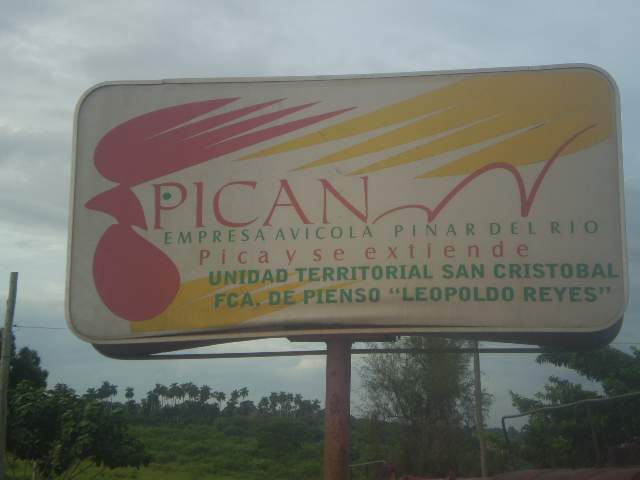 PICAN
EMPRESA AVICOLA PINAR DEL RIO
Pica y se extiende
UNIDAD TERRITORIAL SAN CRISTOBAL
FCA. DE PIENSO "LEOPOLDO REYES"